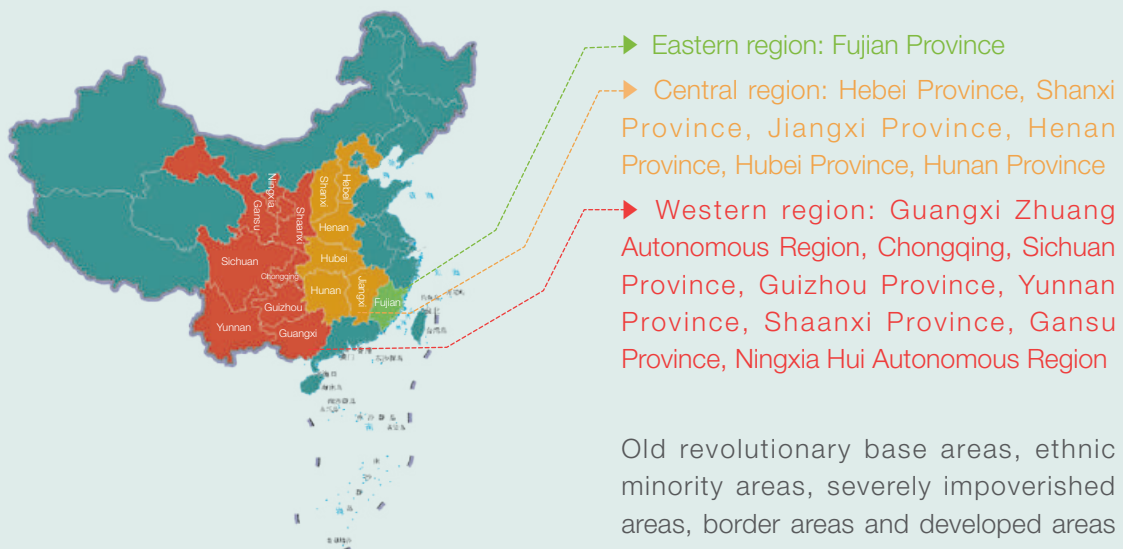 Eastern region: Fujian Province
Central region: Hebei Province, Shanxi
Province, Jiangxi Province, Henan
Province, Hubei Province, Hunan Province
Western region: Guangxi Zhuang
Autonomous Region, Chongqing, Sichuan
Province, Guizhou Province, Yunnan
Province, Shaanxi Province, Gansu
Province, Ningxia Hui Autonomous Region
Old revolutionary base areas, ethnic
minority areas, severely impoverished
areas, border areas and developed areas
Ningxia
Gansu
Shaanxi
Shanxi
Hebei
Henan
Sichuan
Chongqing
Hubei
Hunan
Jiangxi
Fujian
Guizhou
Yunnan
Guangxi